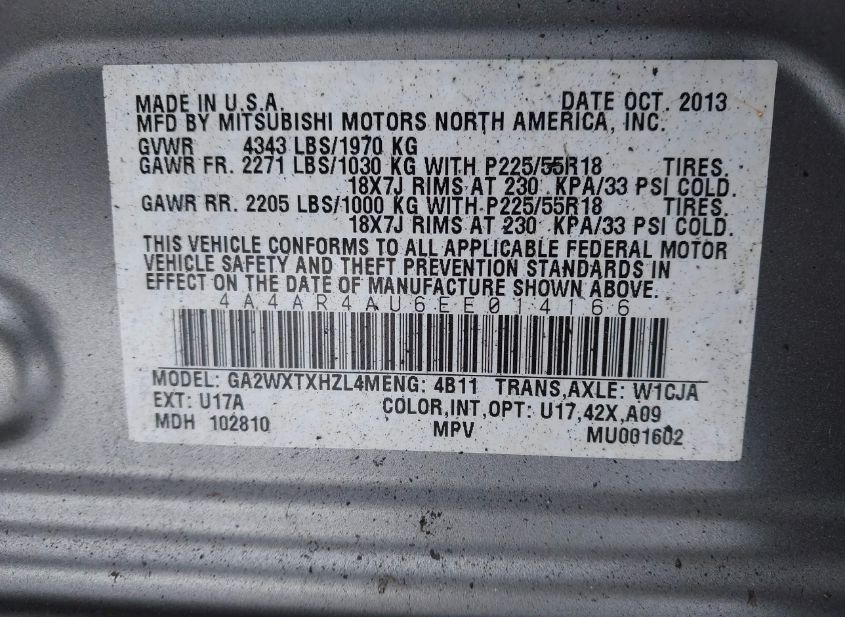 MADE IN U.S.A. DATE OCT. 2013
MFD BY MITSUBISHI MOTORS NORTH AMERICA, INC.
GVWR 4343 LBS/1970 KG
GAWR FR. 2271 LBS/1030 KG WITH P225/55R18 TIRES.
18X7J RIMS AT 230 KPA/33 PSI COLD.
GAWR RR. 2205 LBS/1000 KG WITH P225/55R18 TIRES.
18X7J RIMS AT 230 KPA/33 PSI COLD.
THIS VEHICLE CONFORMS TO ALL APPLICABLE FEDERAL MOTOR
VEHICLE SAFETY AND THEFT PREVENTION STANDARDS IN
EFFECT ON THE DATE OF MANUFACTURE SHOWN ABOVE.
4A4AR4AU6EE014166
MODEL: GA2WXTXHZL4MENG: 4B11 TRANS,AXLE: W1CJA
EXT: U17A COLOR,INT,OPT: U17,42X,A09
MDH 102810 MPV MU001602